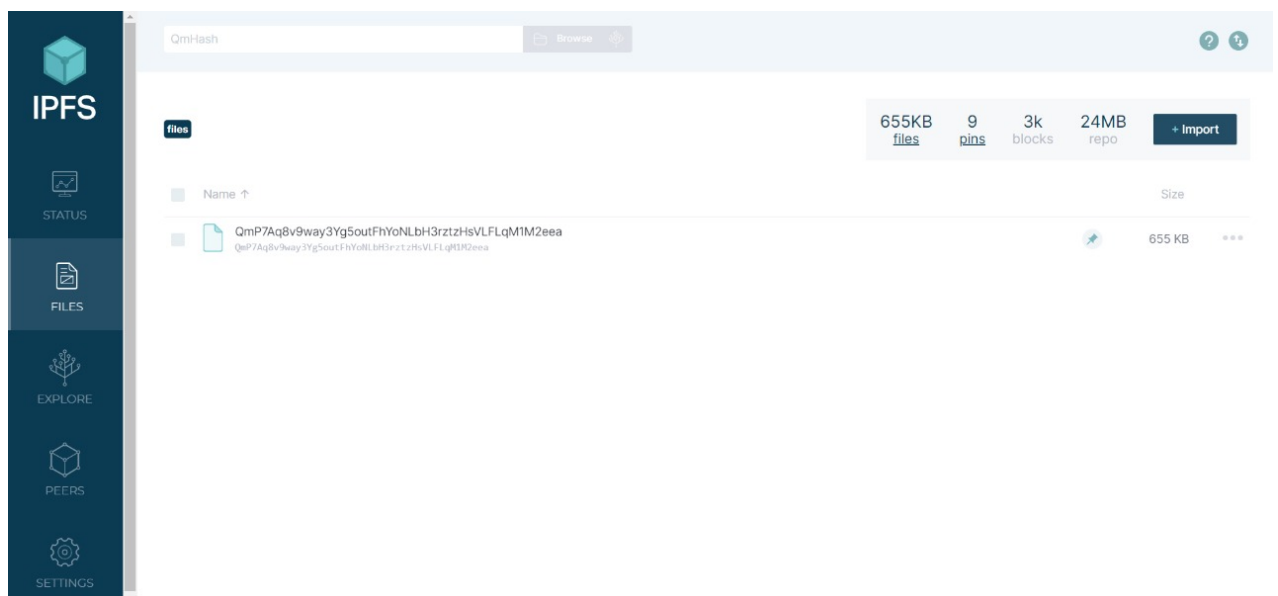 IPFS
STATUS
FILES
EXPLORE
PEERS
SETTINGS
QmHash
Browse
files
655KB files
9 pins
3k blocks
24MB repo
+ Import
Name ↑
Size
QmP7Aq8v9way3Yg5outFhYoNLbH3rztzHsVLFLqM1M2eea
QmP7Aq8v9way3Yg5outFhYoNLbH3rztzHsVLFLqM1M2eea
655 KB